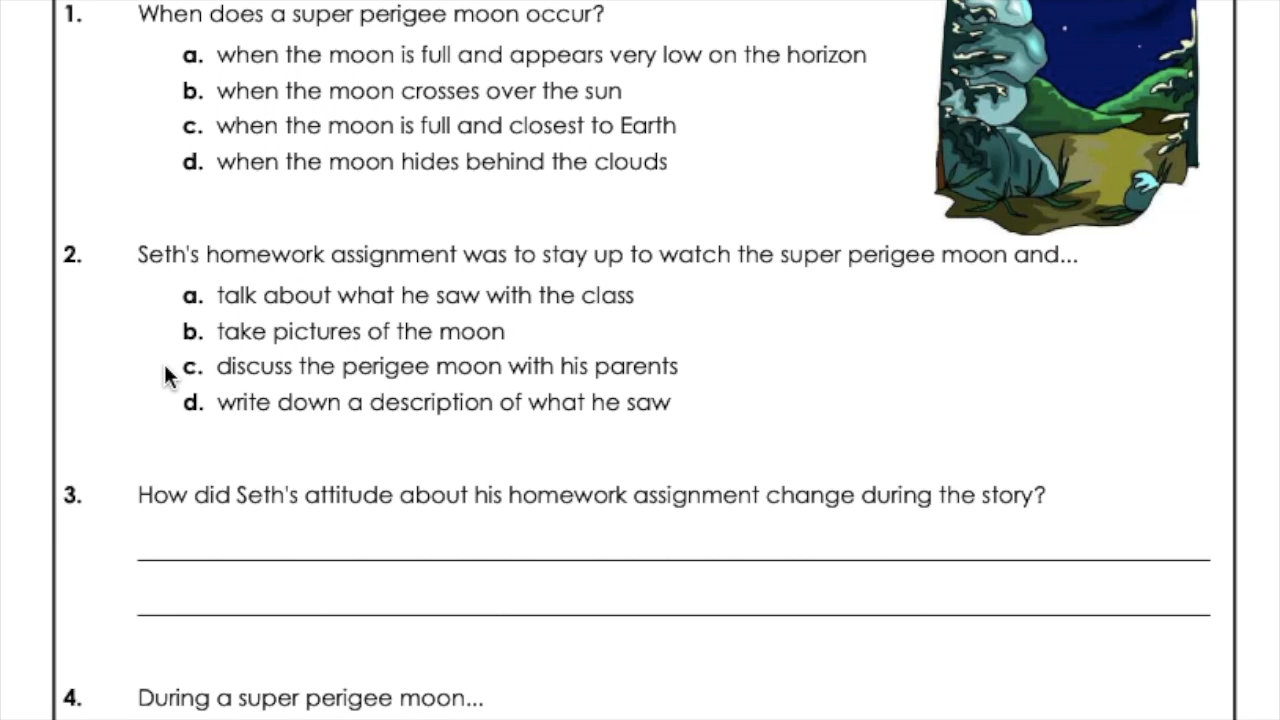 1. When does a super perigee moon occur?
a. when the moon is full and appears very low on the horizon
b. when the moon crosses over the sun
c. when the moon is full and closest to Earth
d. when the moon hides behind the clouds
2. Seth's homework assignment was to stay up to watch the super perigee moon and...
a. talk about what he saw with the class
b. take pictures of the moon
c. discuss the perigee moon with his parents
d. write down a description of what he saw
3. How did Seth's attitude about his homework assignment change during the story?
4. During a super perigee moon...